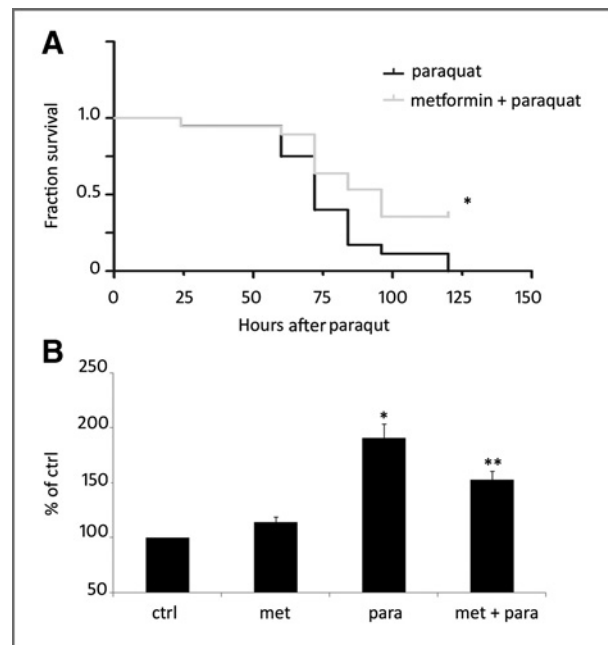 A
paraquat
metformin + paraquat
Fraction survival
1.0
0.5
0
*
0 25 50 75 100 125 150
Hours after paraqut
B
% of ctrl
250
200
150
100
50
*
**
ctrl met para met + para